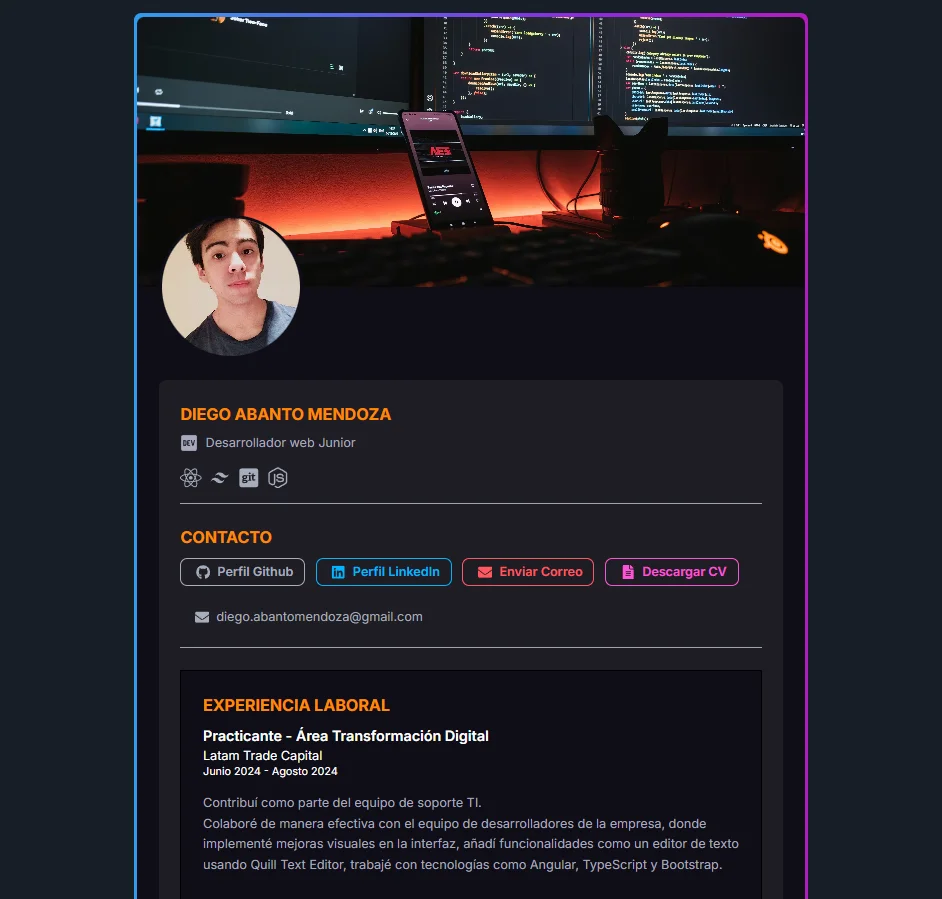 DIEGO ABANTO MENDOZA
DEV Desarrollador web Junior
git JS
CONTACTO
Perfil Github Perfil LinkedIn Enviar Correo Descargar CV
diego.abantomendoza@gmail.com
EXPERIENCIA LABORAL
Practicante - Área Transformación Digital
Latam Trade Capital
Junio 2024 - Agosto 2024
Contribuí como parte del equipo de soporte TI.
Colaboré de manera efectiva con el equipo de desarrolladores de la empresa, donde
implementé mejoras visuales en la interfaz, añadí funcionalidades como un editor de texto
usando Quill Text Editor, trabajé con tecnologías como Angular, TypeScript y Bootstrap.